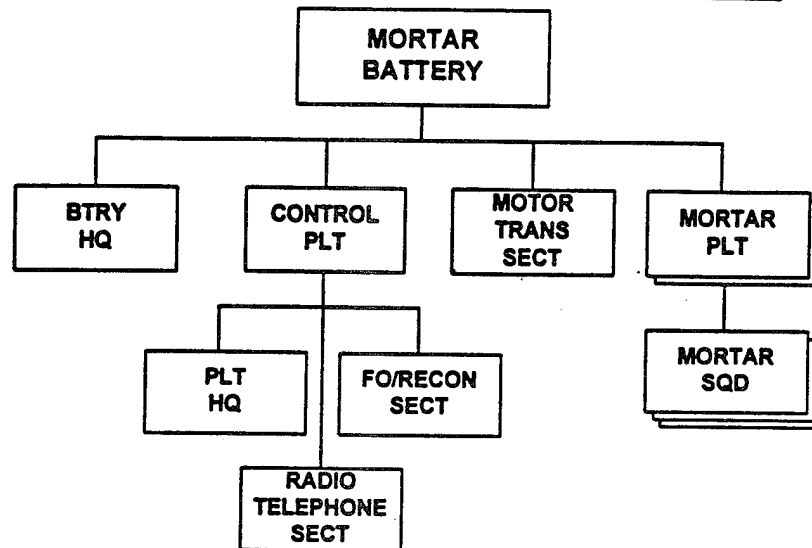 MORTAR
BATTERY
BTRY
HQ
CONTROL
PLT
MOTOR
TRANS
SECT
MORTAR
PLT
PLT
HQ
FO/RECON
SECT
MORTAR
SQD
RADIO
TELEPHONE
SECT